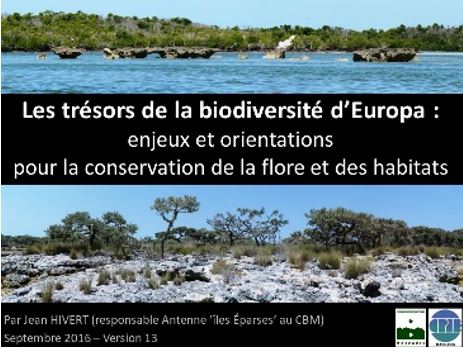 Les trésors de la biodiversité d'Europa :
enjeux et orientations
pour la conservation de la flore et des habitats
Par Jean HIVERT (responsable Antenne 'îles Éparses' au CBM)
Septembre 2016 – Version 13